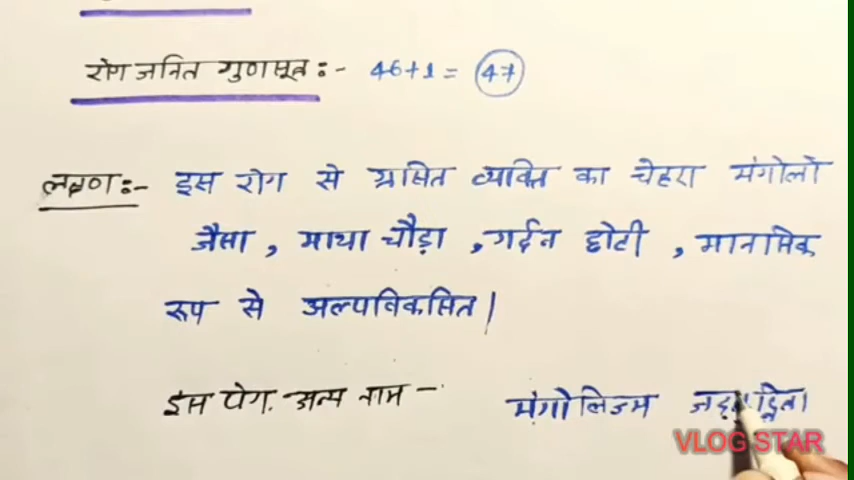 रोग जनित गुणसूत्र :- 46+1 = 47
लक्षण :- इस रोग से ग्रसित व्यक्ति का चेहरा मंगोलो
जैसा , माथा चौड़ा , गर्दन छोटी , मानसिक
रूप से अल्पविकसित।
इस रोग. अन्य नाम -
मंगोलिज्म
VLOG STAR